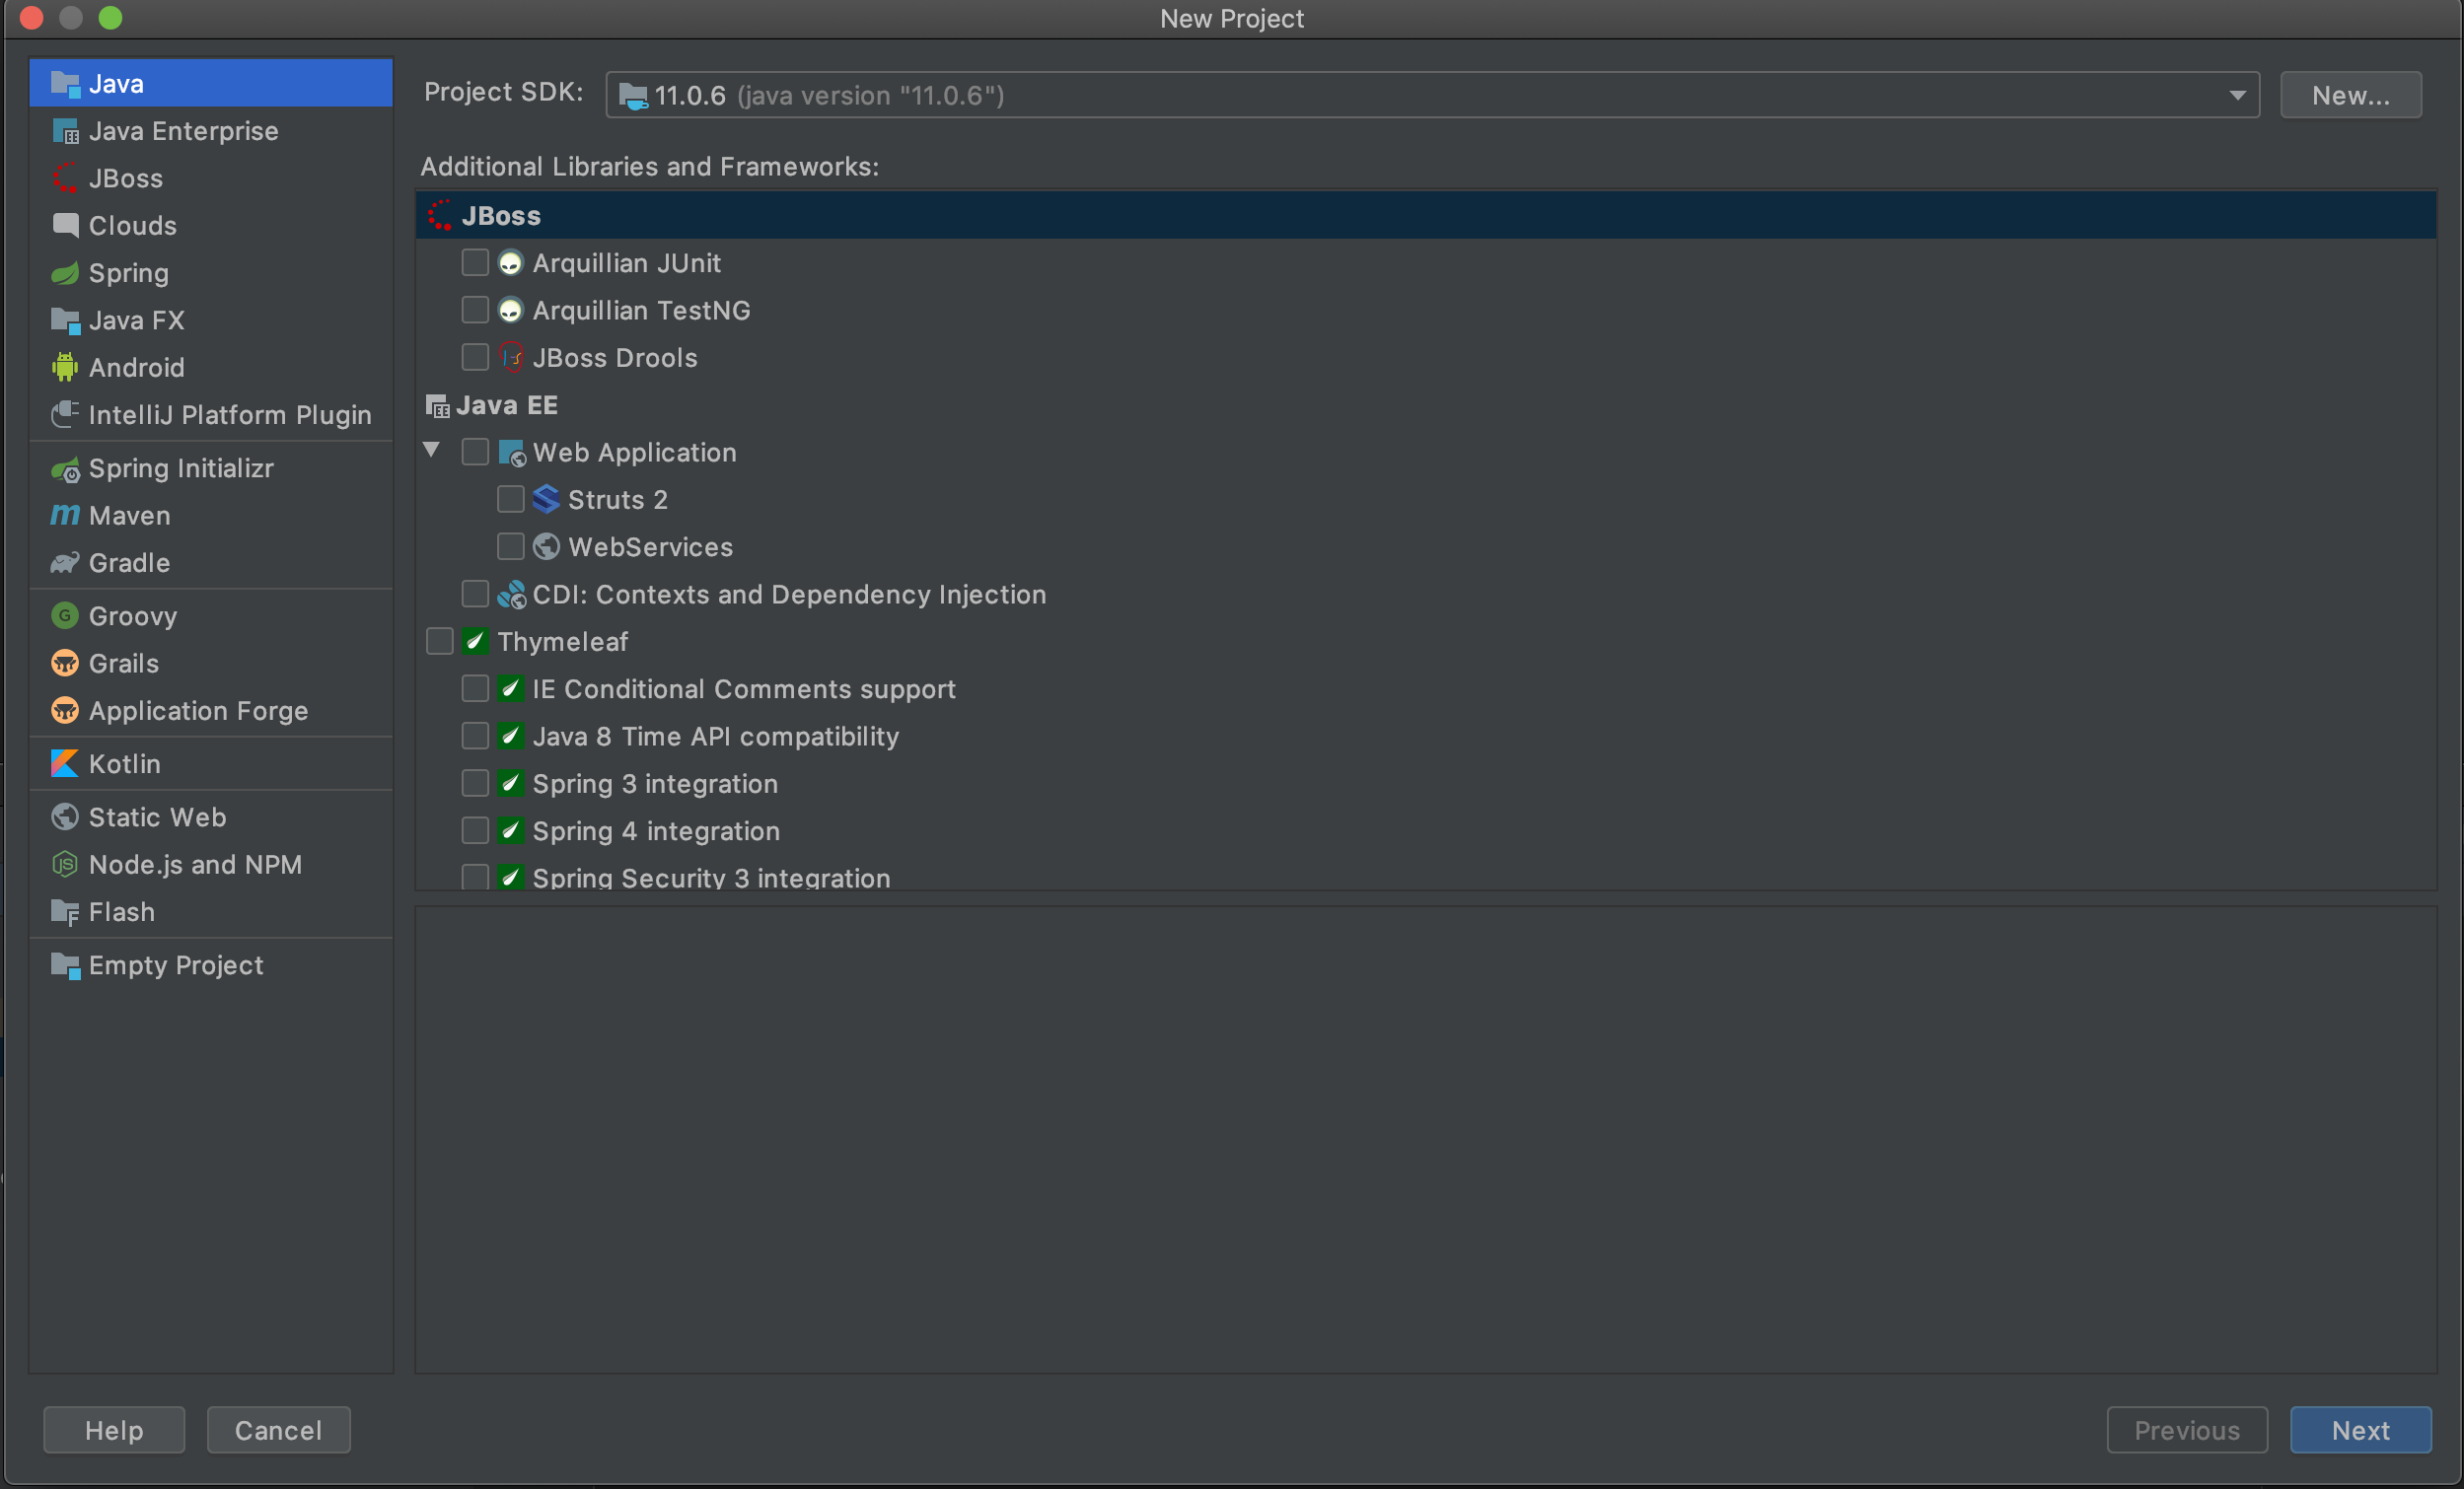 New Project
Java
Java Enterprise
JBoss
Clouds
Spring
Java FX
Android
IntelliJ Platform Plugin
Spring Initializr
Maven
Gradle
Groovy
Grails
Application Forge
Kotlin
Static Web
Node.js and NPM
Flash
Empty Project
Project SDK: 11.0.6 (java version "11.0.6") New...
Additional Libraries and Frameworks:
JBoss
Arquillian JUnit
Arquillian TestNG
JBoss Drools
Java EE
Web Application
Struts 2
WebServices
CDI: Contexts and Dependency Injection
Thymeleaf
IE Conditional Comments support
Java 8 Time API compatibility
Spring 3 integration
Spring 4 integration
Spring Security 3 integration
Help Cancel Previous Next